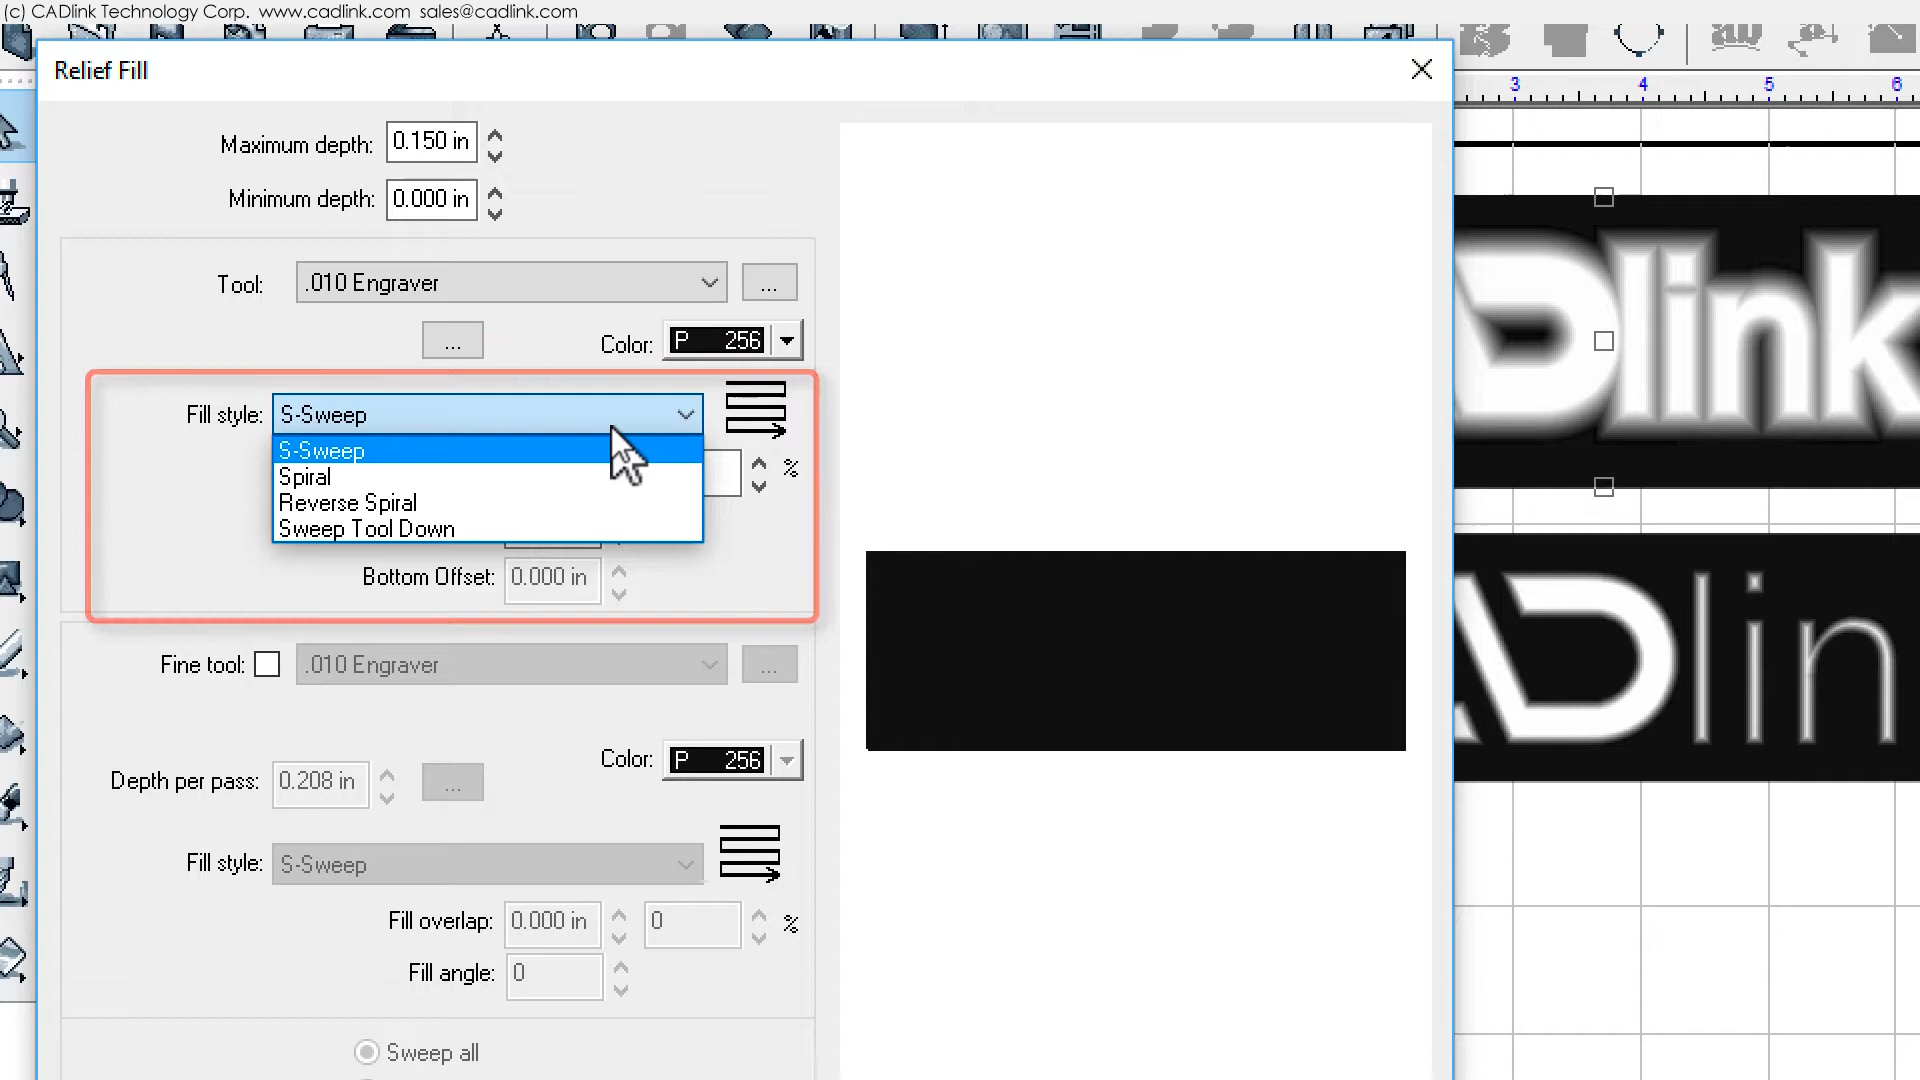 (c) CADlink Technology Corp. www.cadlink.com sales@cadlink.com
Relief Fill
3 4 5 6
Maximum depth: 0.150 in
Minimum depth: 0.000 in
Tool: .010 Engraver ...
... Color: P 256
Fill style: S-Sweep
S-Sweep
Spiral
Reverse Spiral
Sweep Tool Down
%
Bottom Offset: 0.000 in
Fine tool: .010 Engraver ...
Color: P 256
Depth per pass: 0.208 in ...
Fill style: S-Sweep
Fill overlap: 0.000 in 0 %
Fill angle: 0
Sweep all
Dlink
Dlin